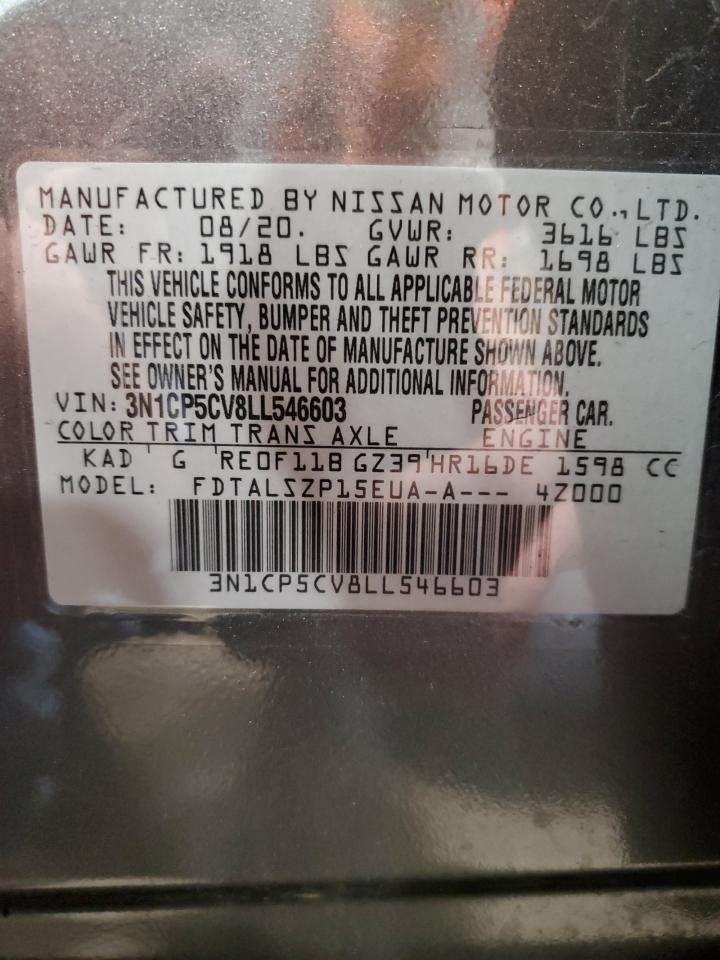 MANUFACTURED BY NISSAN MOTOR CO.,LTD.
DATE: 08/20. GVWR: 3616 LBS
GAWR FR: 1918 LBS GAWR RR: 1698 LBS
THIS VEHICLE CONFORMS TO ALL APPLICABLE FEDERAL MOTOR
VEHICLE SAFETY, BUMPER AND THEFT PREVENTION STANDARDS
IN EFFECT ON THE DATE OF MANUFACTURE SHOWN ABOVE.
SEE OWNER'S MANUAL FOR ADDITIONAL INFORMATION.
VIN: 3N1CP5CV8LL546603 PASSENGER CAR.
COLOR TRIM TRANS AXLE ENGINE
KAD ' G 'RE0F11B GZ39'HR16DE 1598 CC
MODEL: FDTALSZP15EUA-A--- 4Z000
3N1CP5CV8LL546603